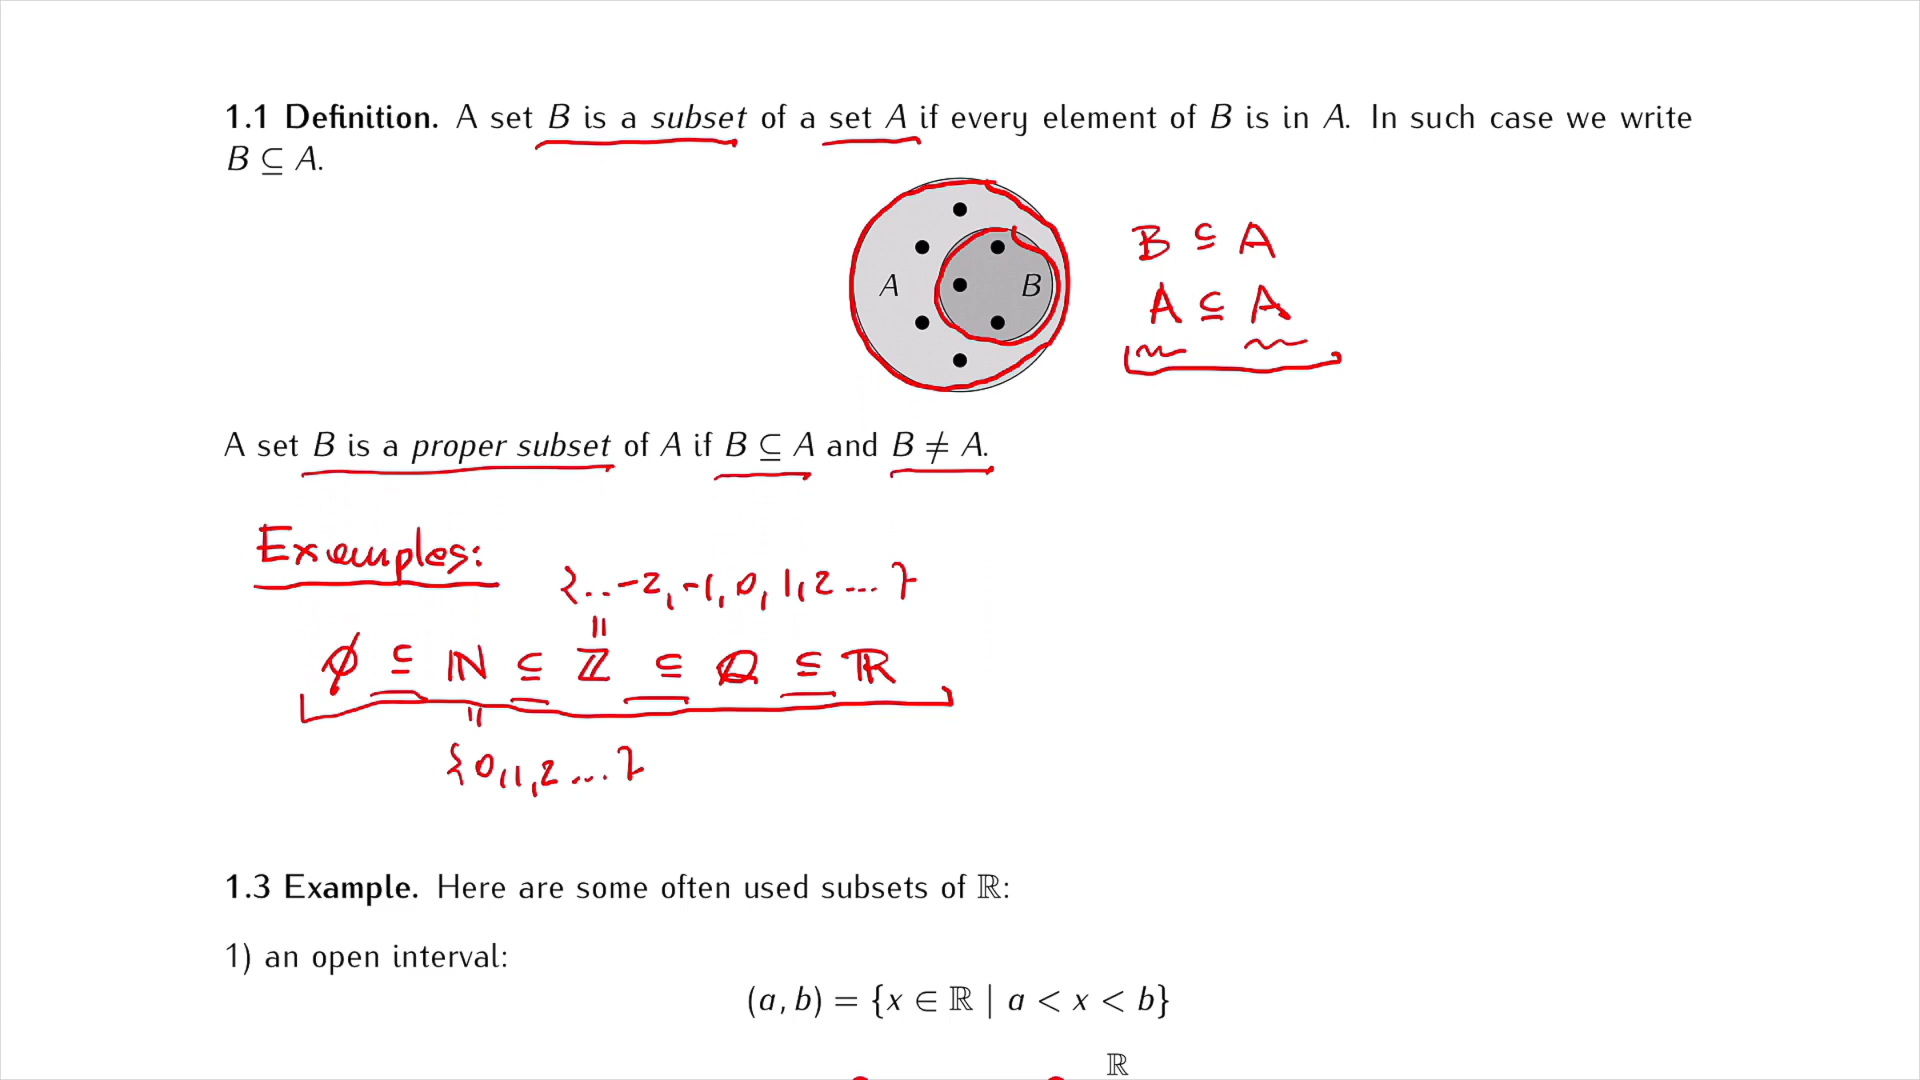 1.1 Definition. A set B is a subset of a set A if every element of B is in A. In such case we write
B ⊆ A.
A
B
B ⊆ A
A ⊆ A
A set B is a proper subset of A if B ⊆ A and B ≠ A.
Examples:
{..-2, -1, 0, 1, 2 ... }
||
∅ ⊆ ℕ ⊆ ℤ ⊆ ℚ ⊆ ℝ
||
{0, 1, 2 ... }
1.3 Example. Here are some often used subsets of ℝ:
1) an open interval:
(a, b) = {x ∈ ℝ | a < x < b}
ℝ